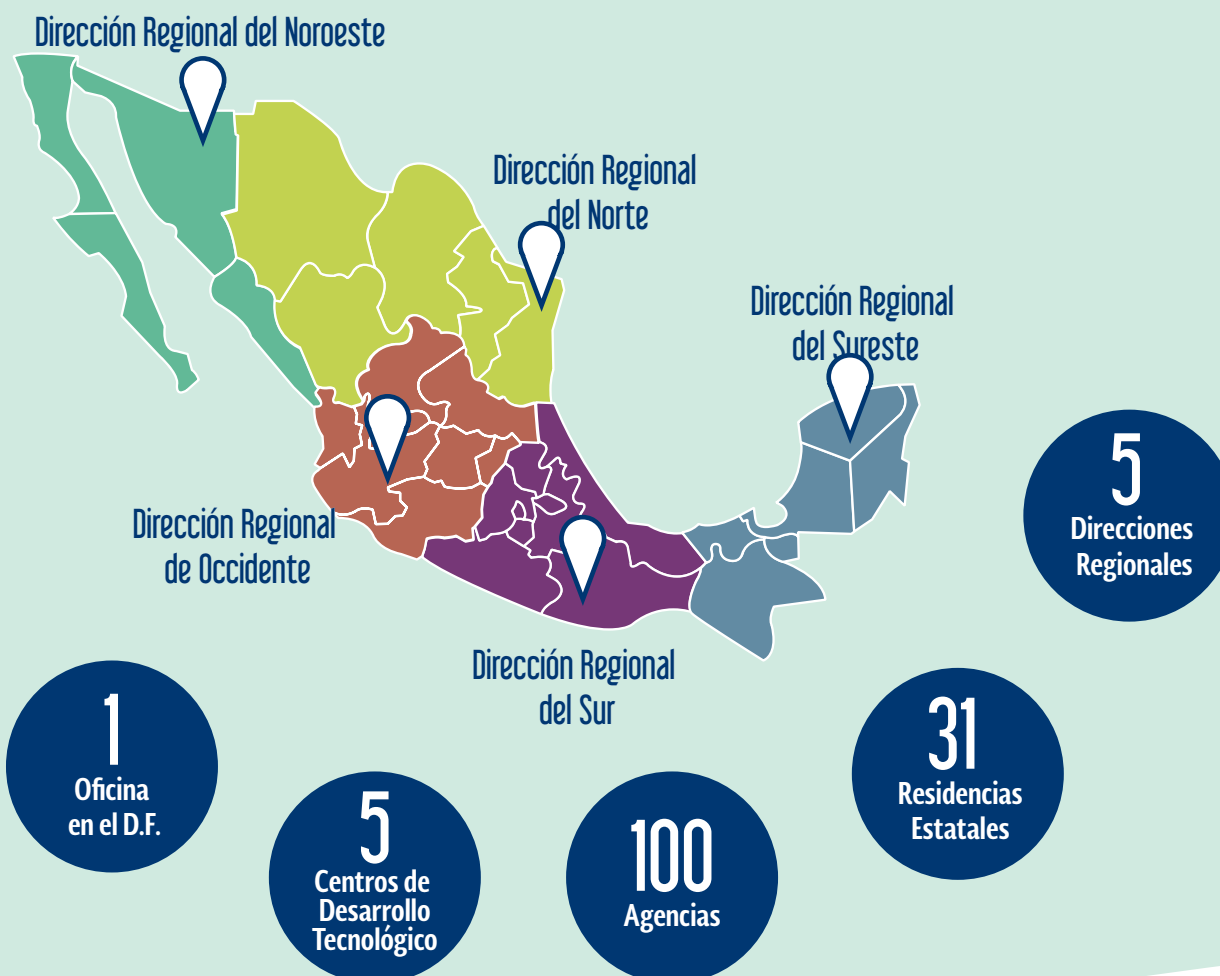 Dirección Regional del Noroeste
Dirección Regional
del Norte
Dirección Regional
del Sureste
Dirección Regional
de Occidente
Dirección Regional
del Sur
5
Direcciones
Regionales
1
Oficina
en el D.F.
5
Centros de
Desarrollo
Tecnológico
100
Agencias
31
Residencias
Estatales